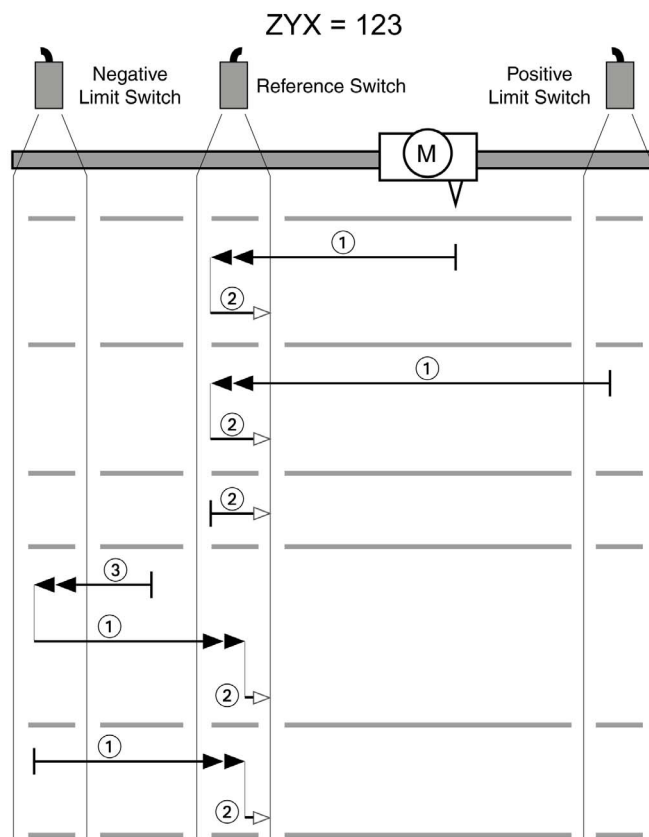 ZYX = 123
Negative
Limit Switch
Reference Switch
Positive
Limit Switch
M
1
2
1
2
2
3
1
2
1
2